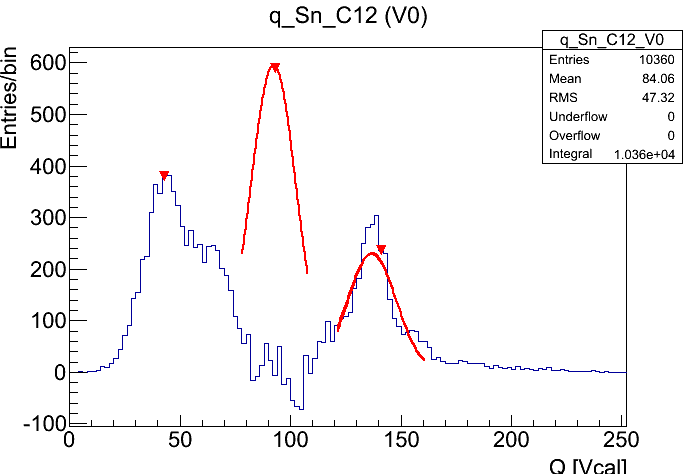 q_Sn_C12 (V0)
q_Sn_C12_V0
Entries 10360
Mean 84.06
RMS 47.32
Underflow 0
Overflow 0
Integral 1.036e+04
Entries/bin
600
500
400
300
200
100
0
-100
0 50 100 150 200 250
Q [Vcal]